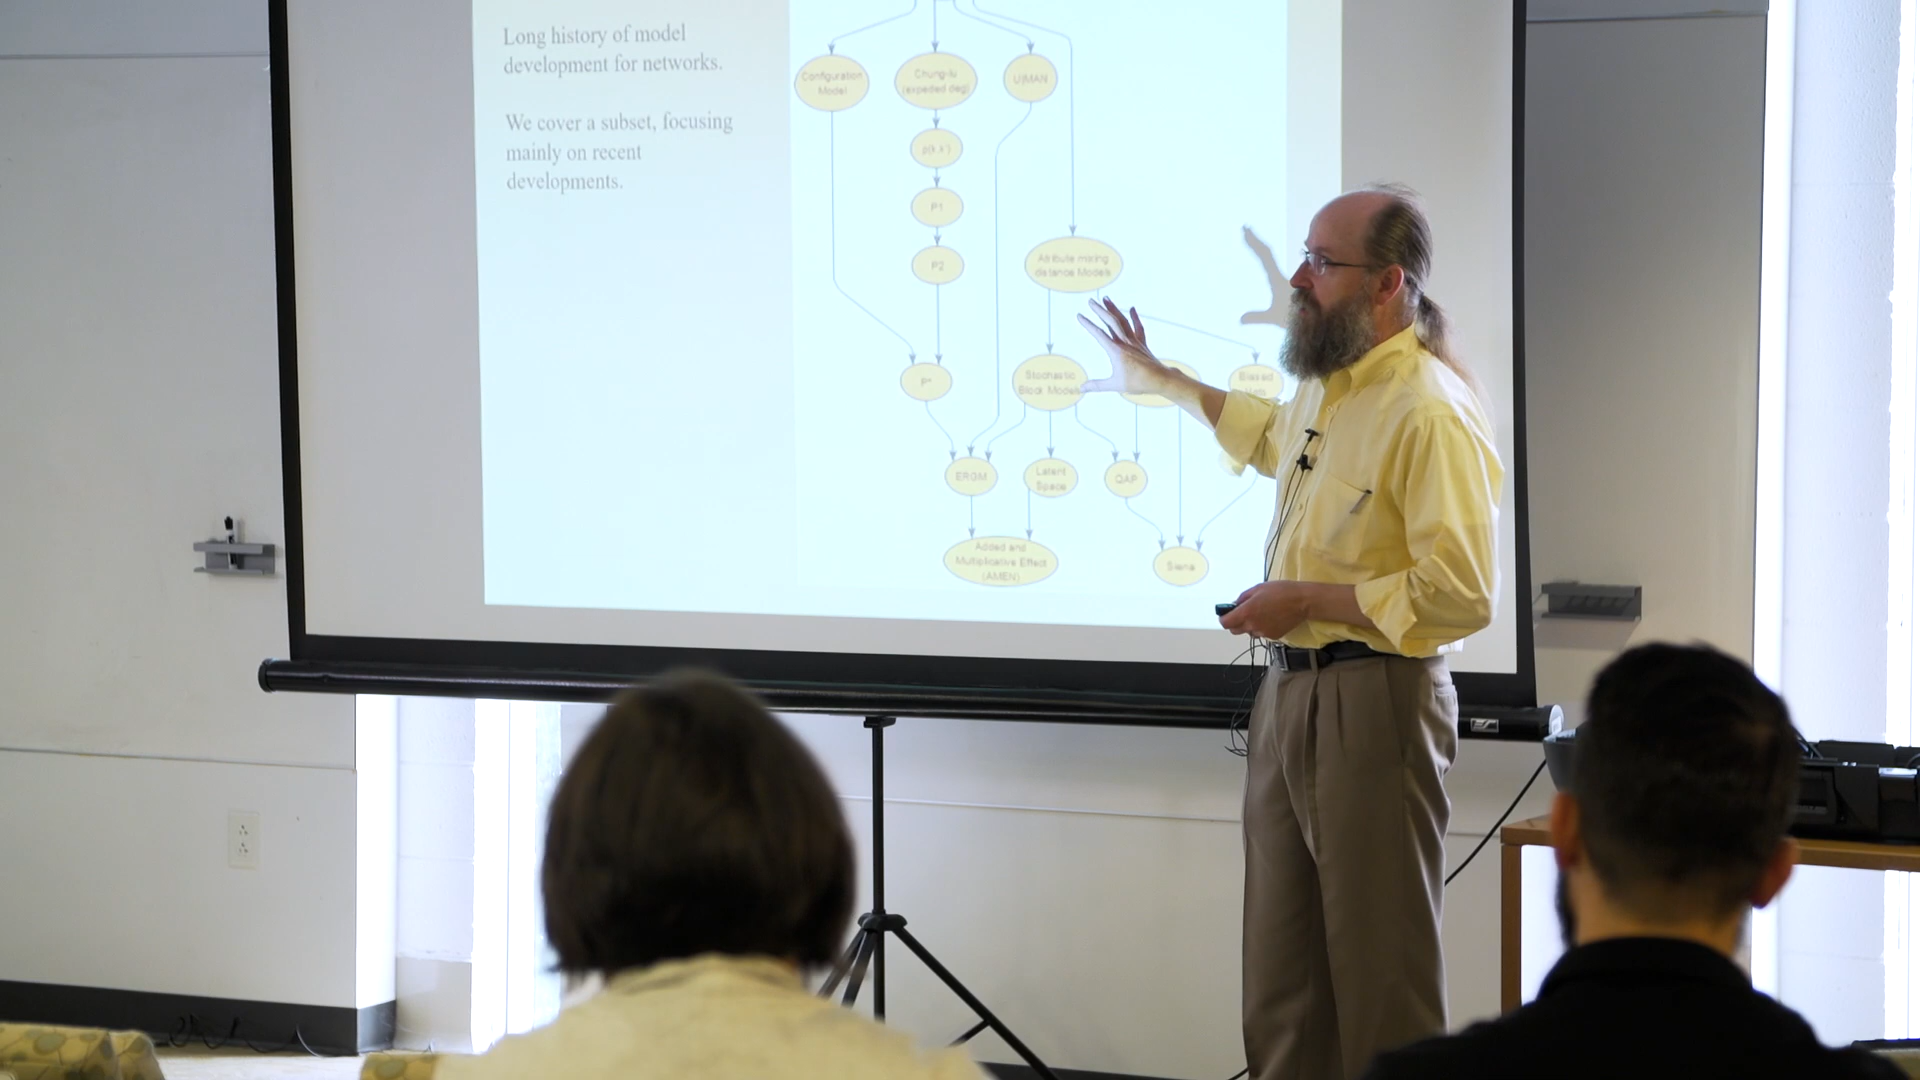 Long history of model
development for networks.
We cover a subset, focusing
mainly on recent
developments.
Configuration
Model
Chung-lu
(expected deg)
U|MAN
P1
P2
Attribute mixing
distance Models
P*
Stochastic
Block Models
Biased
ERGM
Latent
Space
QAP
Added and
Multiplicative Effect
(AMEN)
Siena